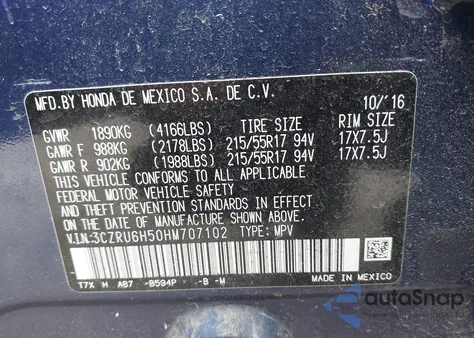 MFD.BY HONDA DE MEXICO S.A. DE C.V. 10/'16
GVWR 1890KG (4166LBS) TIRE SIZE RIM SIZE
GAWR F 988KG (2178LBS) 215/55R17 94V 17X7.5J
GAWR R 902KG (1988LBS) 215/55R17 94V 17X7.5J
THIS VEHICLE CONFORMS TO ALL APPLICABLE
FEDERAL MOTOR VEHICLE SAFETY
AND THEFT PREVENTION STANDARDS IN EFFECT
ON THE DATE OF MANUFACTURE SHOWN ABOVE.
V.I.N:3CZRU6H50HM707102 TYPE: MPV
T7X H AB7 -B594P -B -M MADE IN MEXICO
autoSnap